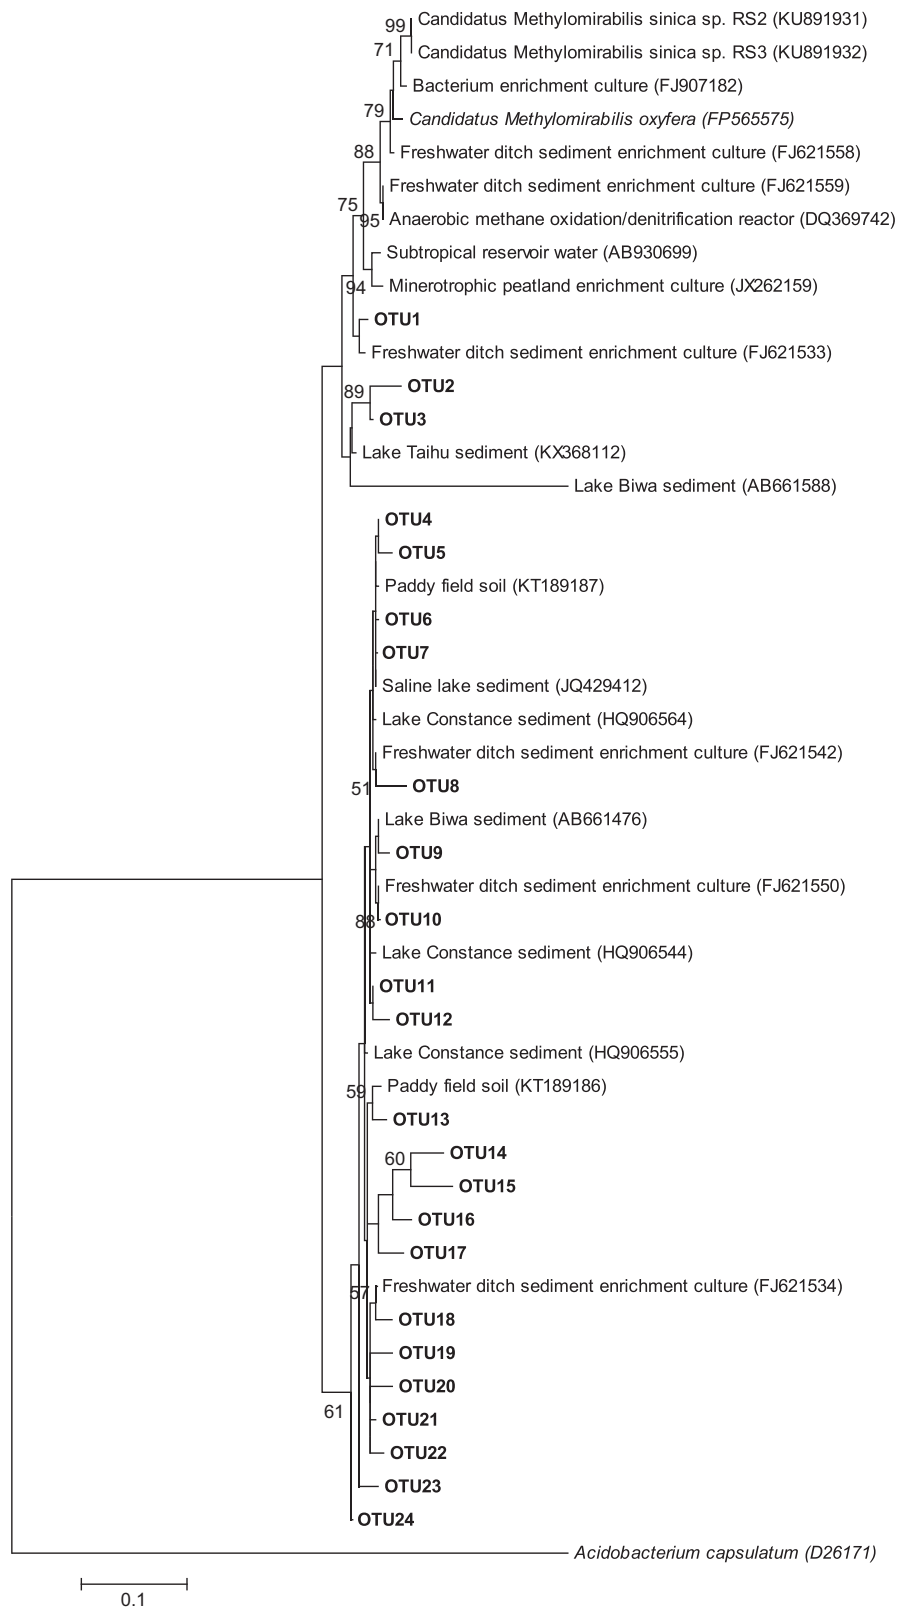 99
Candidatus Methylomirabilis sinica sp. RS2 (KU891931)
71
Candidatus Methylomirabilis sinica sp. RS3 (KU891932)
Bacterium enrichment culture (FJ907182)
79
Candidatus Methylomirabilis oxyfera (FP565575)
88
Freshwater ditch sediment enrichment culture (FJ621558)
Freshwater ditch sediment enrichment culture (FJ621559)
75
95
Anaerobic methane oxidation/denitrification reactor (DQ369742)
Subtropical reservoir water (AB930699)
94
Minerotrophic peatland enrichment culture (JX262159)
OTU1
Freshwater ditch sediment enrichment culture (FJ621533)
89
OTU2
OTU3
Lake Taihu sediment (KX368112)
Lake Biwa sediment (AB661588)
OTU4
OTU5
Paddy field soil (KT189187)
OTU6
OTU7
Saline lake sediment (JQ429412)
Lake Constance sediment (HQ906564)
Freshwater ditch sediment enrichment culture (FJ621542)
51
OTU8
Lake Biwa sediment (AB661476)
OTU9
Freshwater ditch sediment enrichment culture (FJ621550)
88
OTU10
Lake Constance sediment (HQ906544)
OTU11
OTU12
Lake Constance sediment (HQ906555)
59
Paddy field soil (KT189186)
OTU13
60
OTU14
OTU15
OTU16
OTU17
57
Freshwater ditch sediment enrichment culture (FJ621534)
OTU18
OTU19
OTU20
61
OTU21
OTU22
OTU23
OTU24
Acidobacterium capsulatum (D26171)
0.1